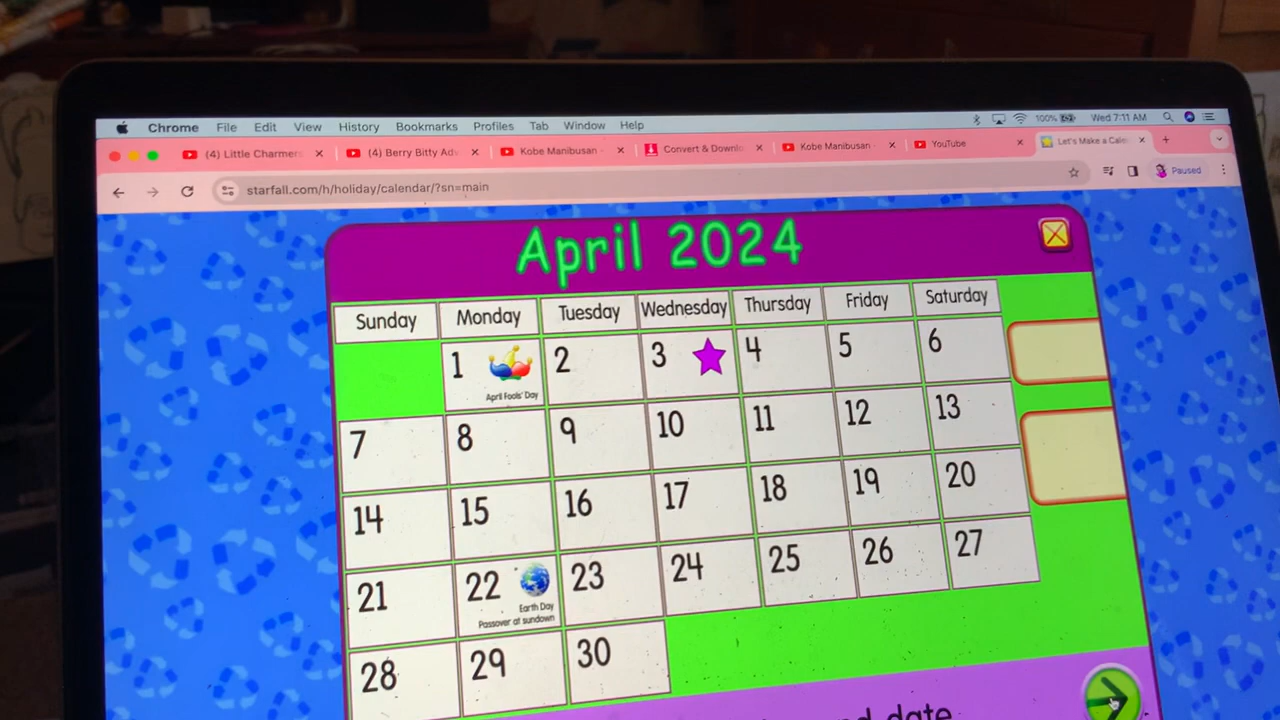 Chrome File Edit View History Bookmarks Profiles Tab Window Help 100% Wed 7:11 AM
(4) Little Charmers (4) Berry Bitty Adv Kobe Manibusan - Convert & Downlo Kobe Manibusan - YouTube Let's Make a Cale
starfall.com/h/holiday/calendar/?sn=main Paused
April 2024
Sunday Monday Tuesday Wednesday Thursday Friday Saturday
1 2 3 4 5 6
April Fools' Day
7 8 9 10 11 12 13
14 15 16 17 18 19 20
21 22 23 24 25 26 27
Earth Day
Passover at sundown
28 29 30
date